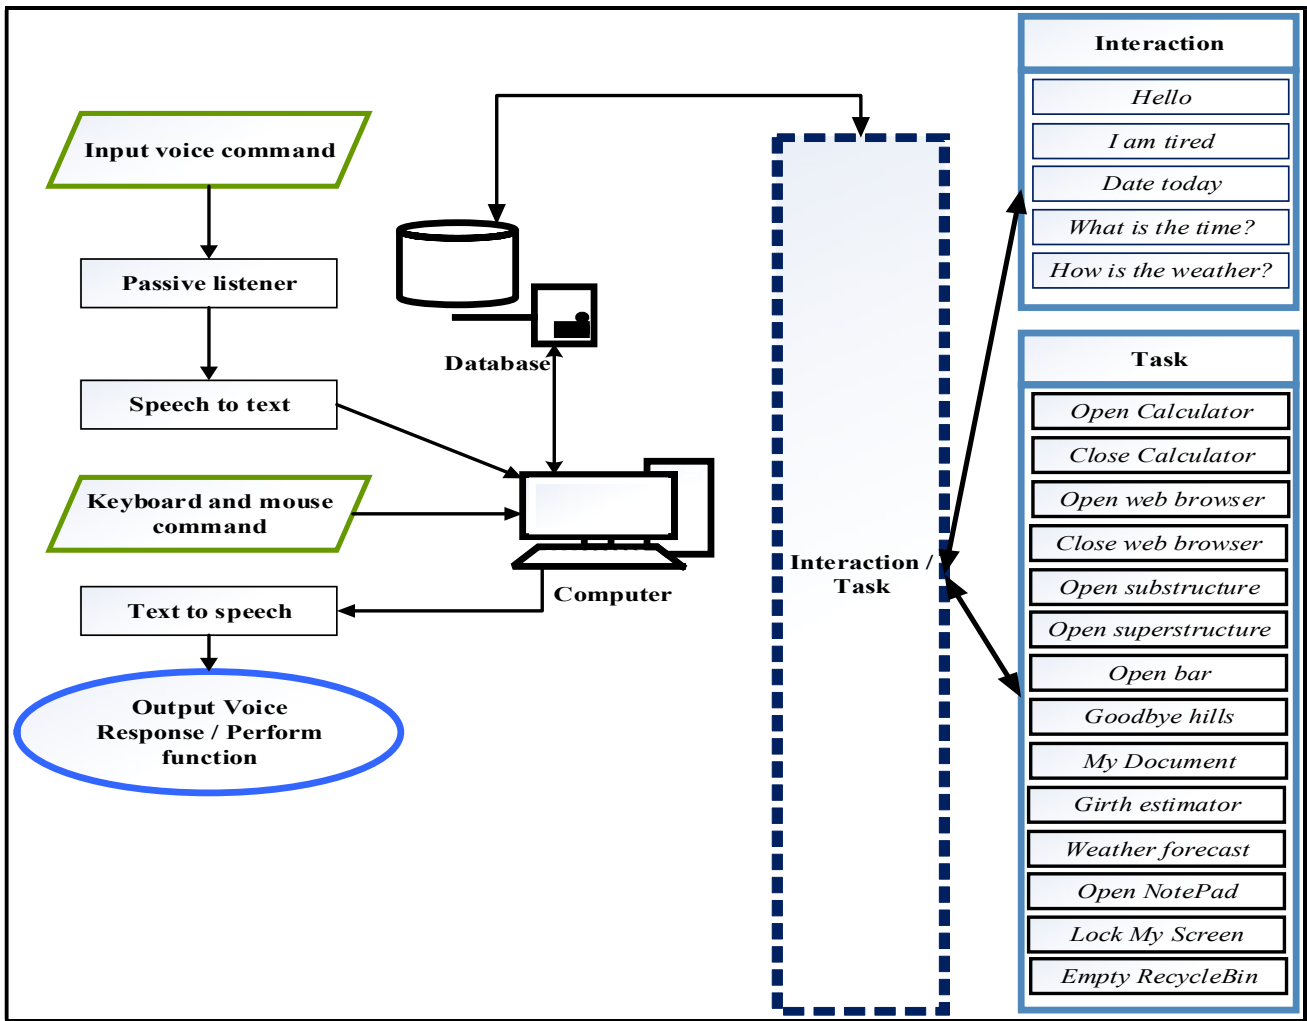 Input voice command
Passive listener
Speech to text
Keyboard and mouse
command
Text to speech
Output Voice
Response / Perform
function
Database
Computer
Interaction /
Task
Interaction
Hello
I am tired
Date today
What is the time?
How is the weather?
Task
Open Calculator
Close Calculator
Open web browser
Close web browser
Open substructure
Open superstructure
Open bar
Goodbye hills
My Document
Girth estimator
Weather forecast
Open NotePad
Lock My Screen
Empty RecycleBin